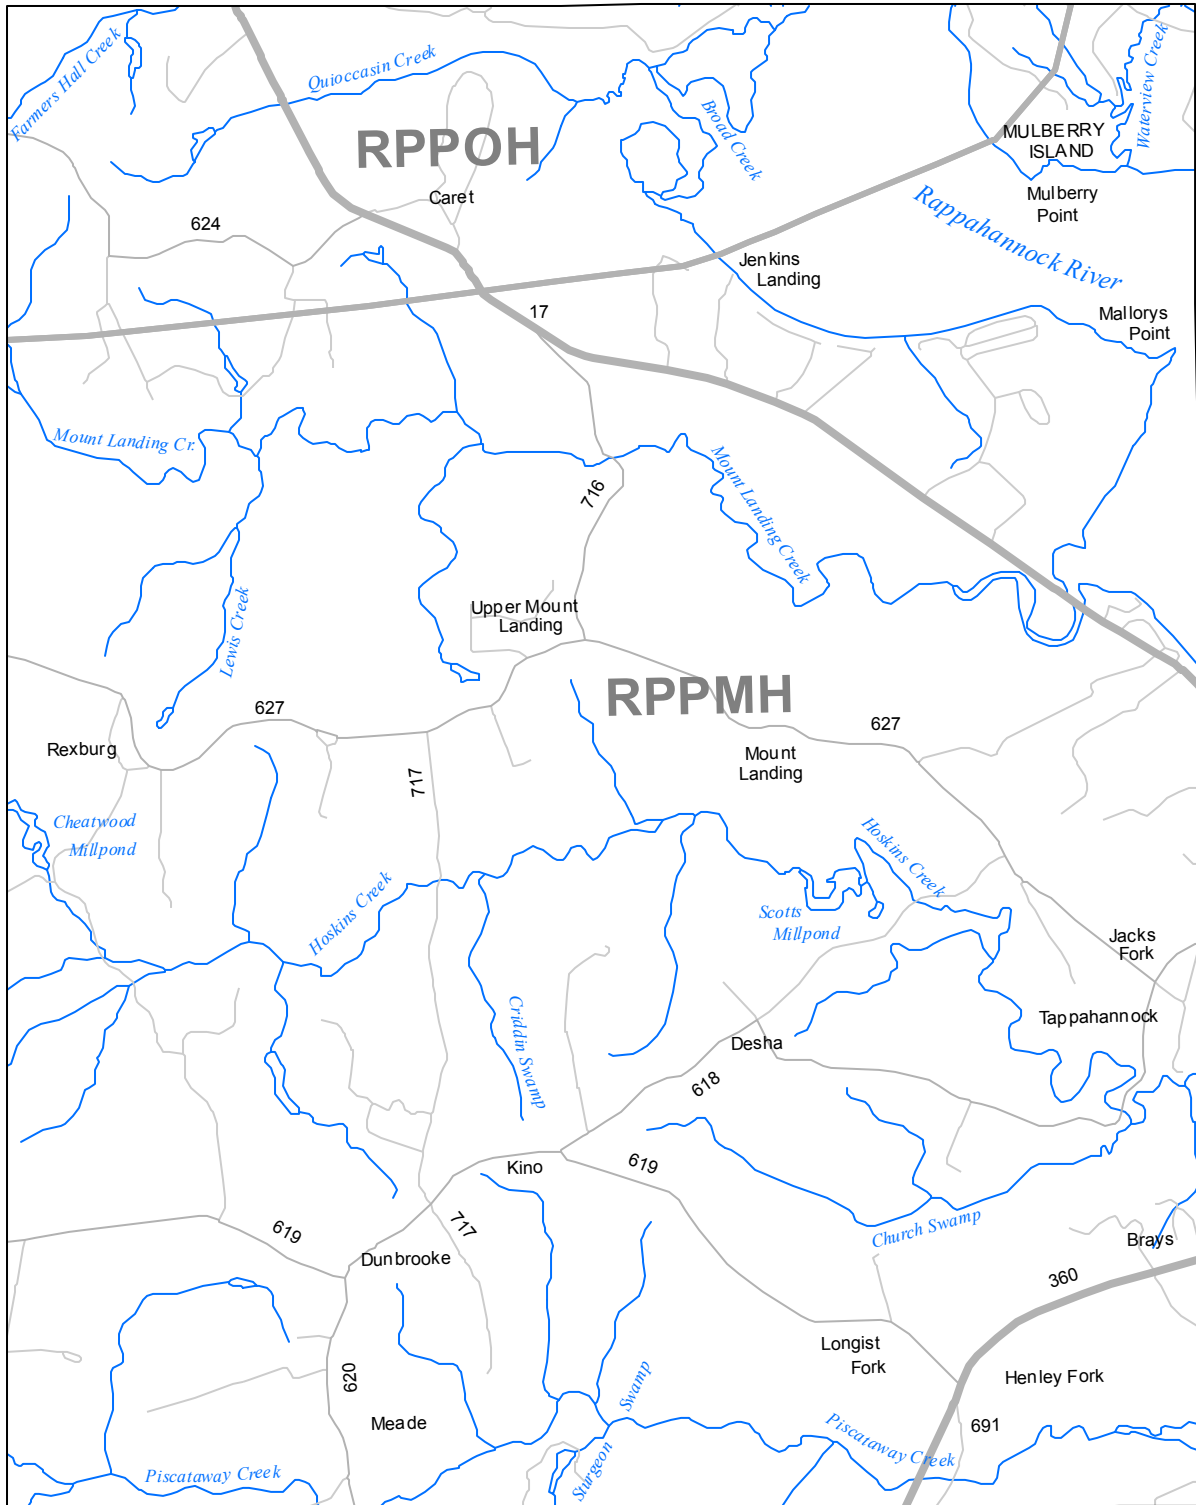 Farmers Hall Creek
Quioccasin Creek
Waterview Creek
Broad Creek
RPPOH
MULBERRY
ISLAND
Caret
Mulberry
Point
624
Rappahannock River
Jenkins
Landing
17
Mallorys
Point
Mount Landing Cr.
716
Mount Landing Creek
Upper Mount
Landing
Lewis Creek
RPPMH
627
627
Rexburg
Mount
Landing
717
Cheatwood
Millpond
Hoskins Creek
Hoskins Creek
Scotts
Millpond
Jacks
Fork
Criddin Swamp
Tappahannock
Desha
618
Kino
619
619
717
Church Swamp
Brays
Dunbrooke
360
Longist
Fork
620
Henley Fork
Swamp
Meade
691
Piscataway Creek
Sturgeon
Piscataway Creek